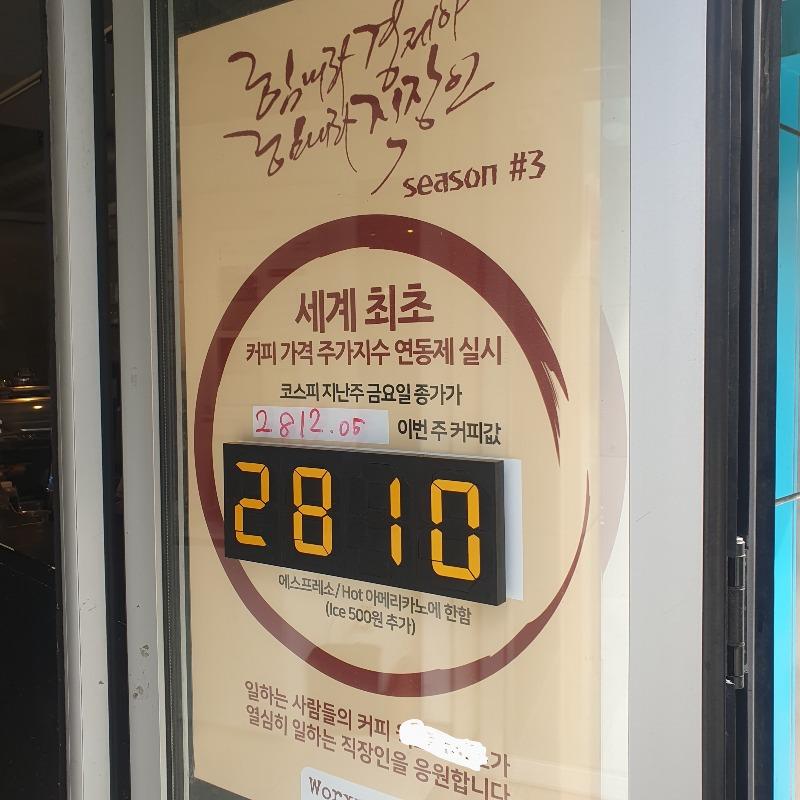 힘내라 경제야
힘내라 직장인
season #3
세계 최초
커피 가격 주가지수 연동제 실시
코스피 지난주 금요일 종가가
2812.05 이번 주 커피값
2810
에스프레소/Hot 아메리카노에 한함
(Ice 500원 추가)
일하는 사람들의 커피 가
열심히 일하는 직장인을 응원합니다